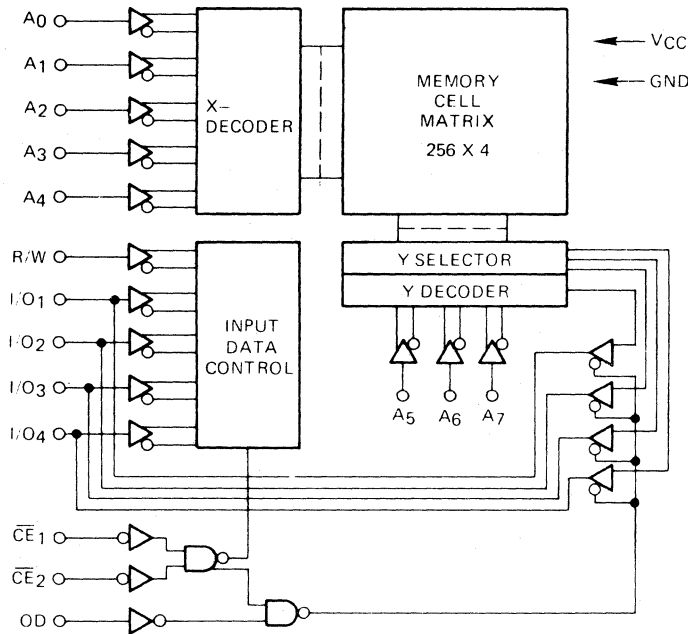 A0
A1
A2
A3
A4
X-
DECODER
MEMORY
CELL
MATRIX
256 X 4
VCC
GND
R/W
I/O1
I/O2
I/O3
I/O4
INPUT
DATA
CONTROL
Y SELECTOR
Y DECODER
A5
A6
A7
CE1
CE2
OD